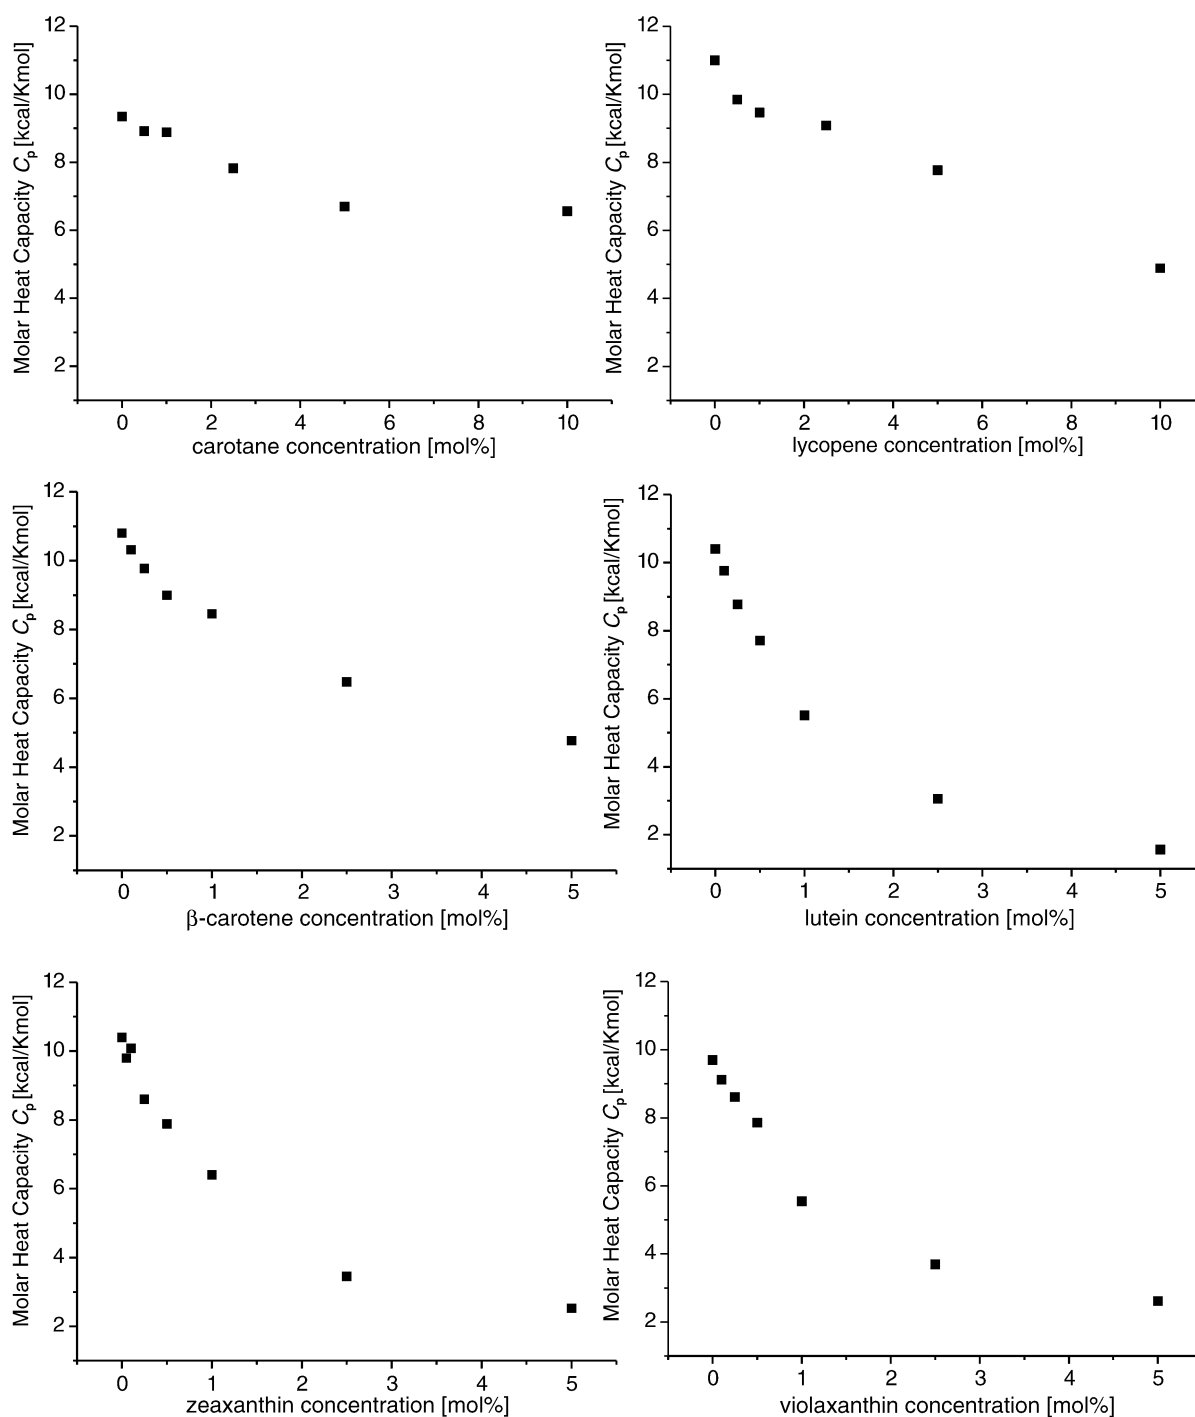 Molar Heat Capacity Cp [kcal/Kmol]
12
10
8
6
4
2
0 2 4 6 8 10
carotane concentration [mol%]
Molar Heat Capacity Cp [kcal/Kmol]
12
10
8
6
4
2
0 2 4 6 8 10
lycopene concentration [mol%]
Molar Heat Capacity Cp [kcal/Kmol]
12
10
8
6
4
2
0 1 2 3 4 5
β-carotene concentration [mol%]
Molar Heat Capacity Cp [kcal/Kmol]
12
10
8
6
4
2
0 1 2 3 4 5
lutein concentration [mol%]
Molar Heat Capacity Cp [kcal/Kmol]
12
10
8
6
4
2
0 1 2 3 4 5
zeaxanthin concentration [mol%]
Molar Heat Capacity Cp [kcal/Kmol]
12
10
8
6
4
2
0 1 2 3 4 5
violaxanthin concentration [mol%]